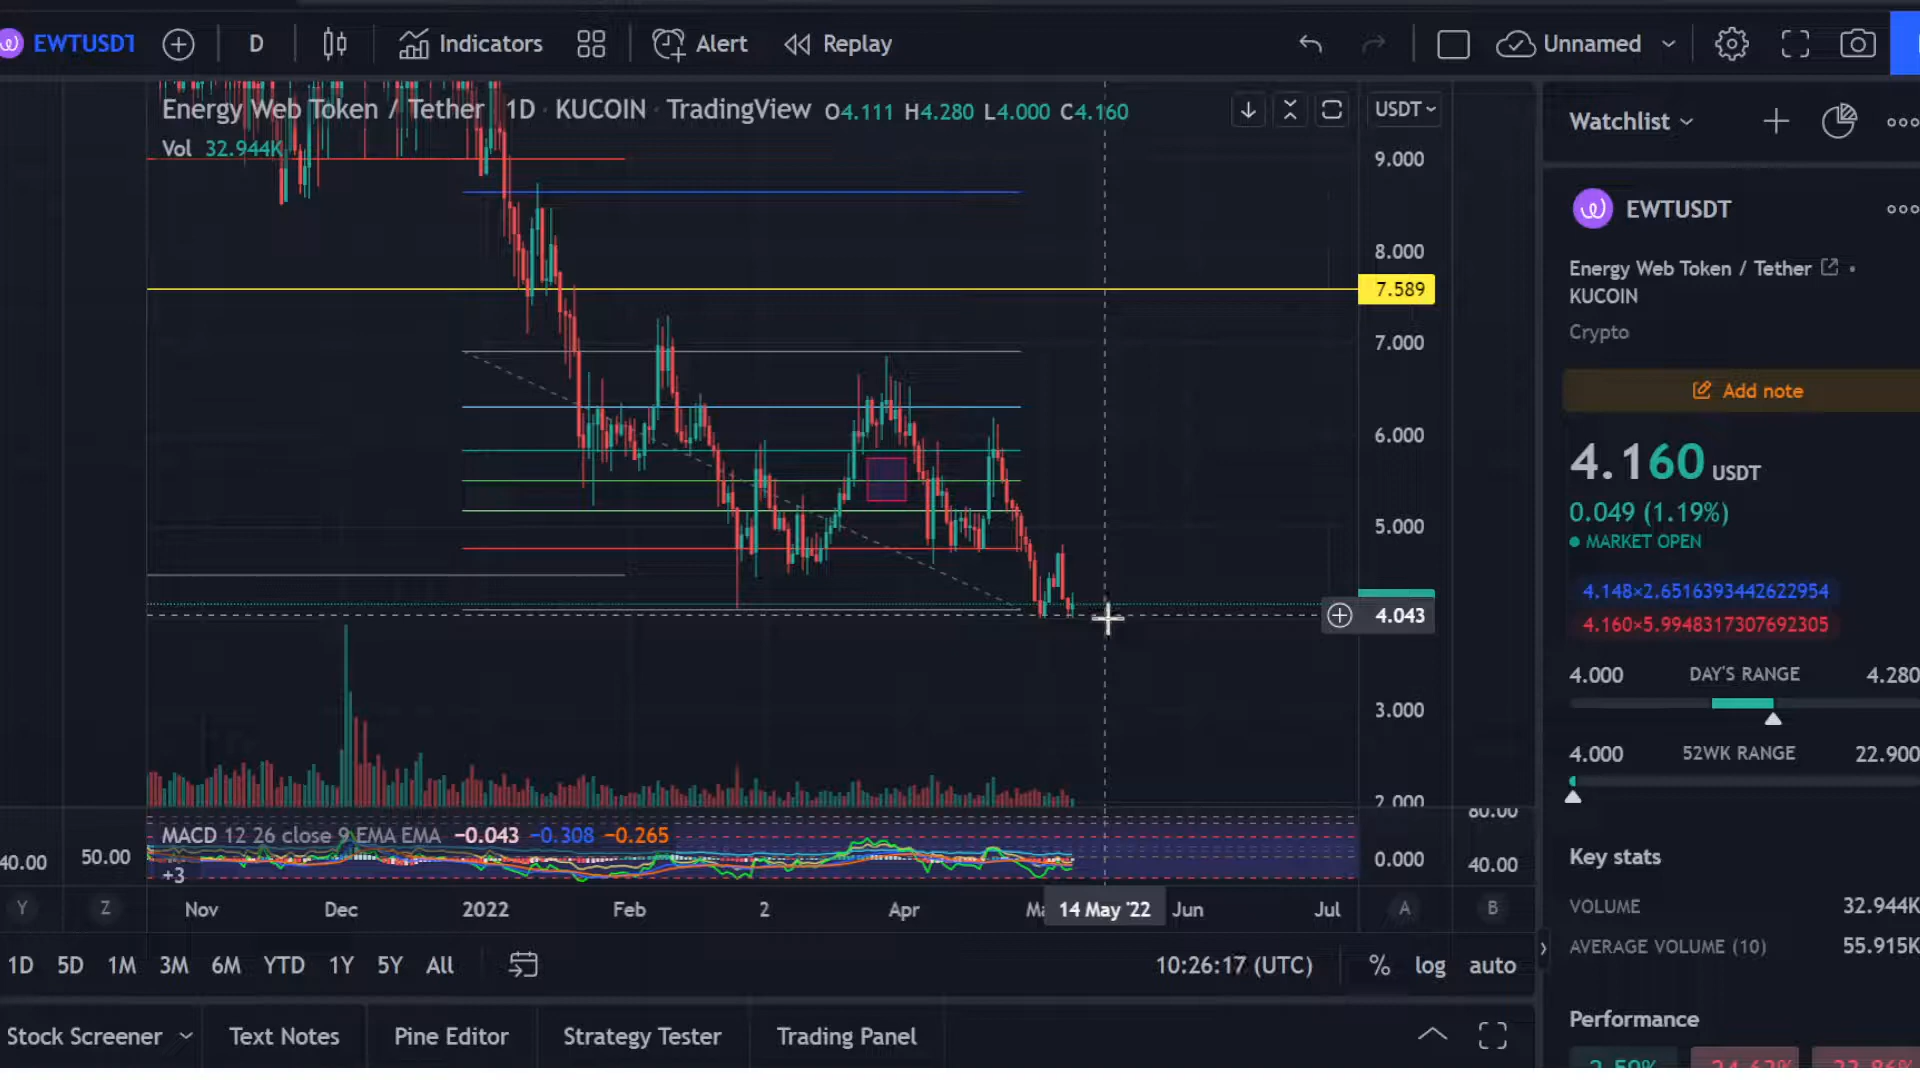 EWTUSDT
D
Indicators
Alert
Replay
Unnamed
Energy Web Token / Tether 1D · KUCOIN · TradingView O4.111 H4.280 L4.000 C4.160
USDT
Vol 32.944K
9.000
8.000
7.589
7.000
6.000
5.000
4.043
3.000
2.000
MACD 12 26 close 9 EMA EMA −0.043 −0.308 −0.265
+3
40.00
50.00
0.000
60.00
40.00
Y
Z
Nov
Dec
2022
Feb
2
Apr
Ma
14 May '22
Jun
Jul
A
B
1D 5D 1M 3M 6M YTD 1Y 5Y All
10:26:17 (UTC)
% log auto
Stock Screener
Text Notes
Pine Editor
Strategy Tester
Trading Panel
Watchlist
EWTUSDT
Energy Web Token / Tether
KUCOIN
Crypto
Add note
4.160 USDT
0.049 (1.19%)
MARKET OPEN
4.148×2.6516393442622954
4.160×5.9948317307692305
4.000 DAY'S RANGE 4.280
4.000 52WK RANGE 22.900
Key stats
VOLUME 32.944K
AVERAGE VOLUME (10) 55.915K
Performance